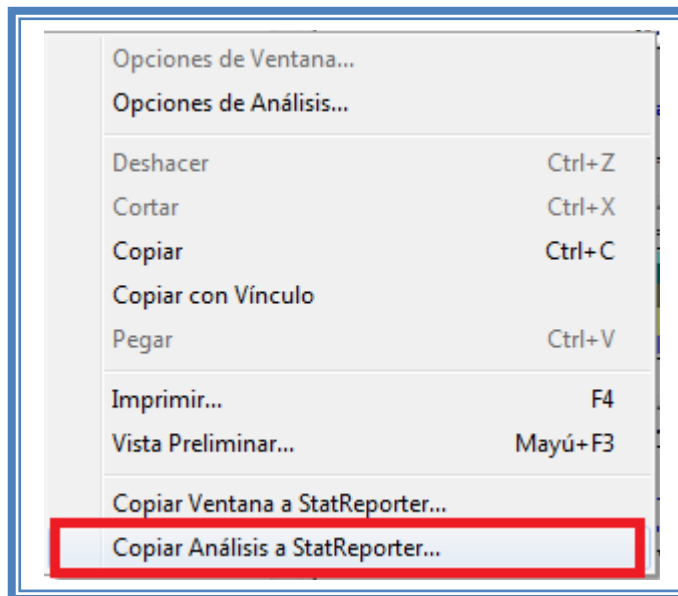 Opciones de Ventana...
Opciones de Análisis...
Deshacer Ctrl+Z
Cortar Ctrl+X
Copiar Ctrl+C
Copiar con Vínculo
Pegar Ctrl+V
Imprimir... F4
Vista Preliminar... Mayú+F3
Copiar Ventana a StatReporter...
Copiar Análisis a StatReporter...